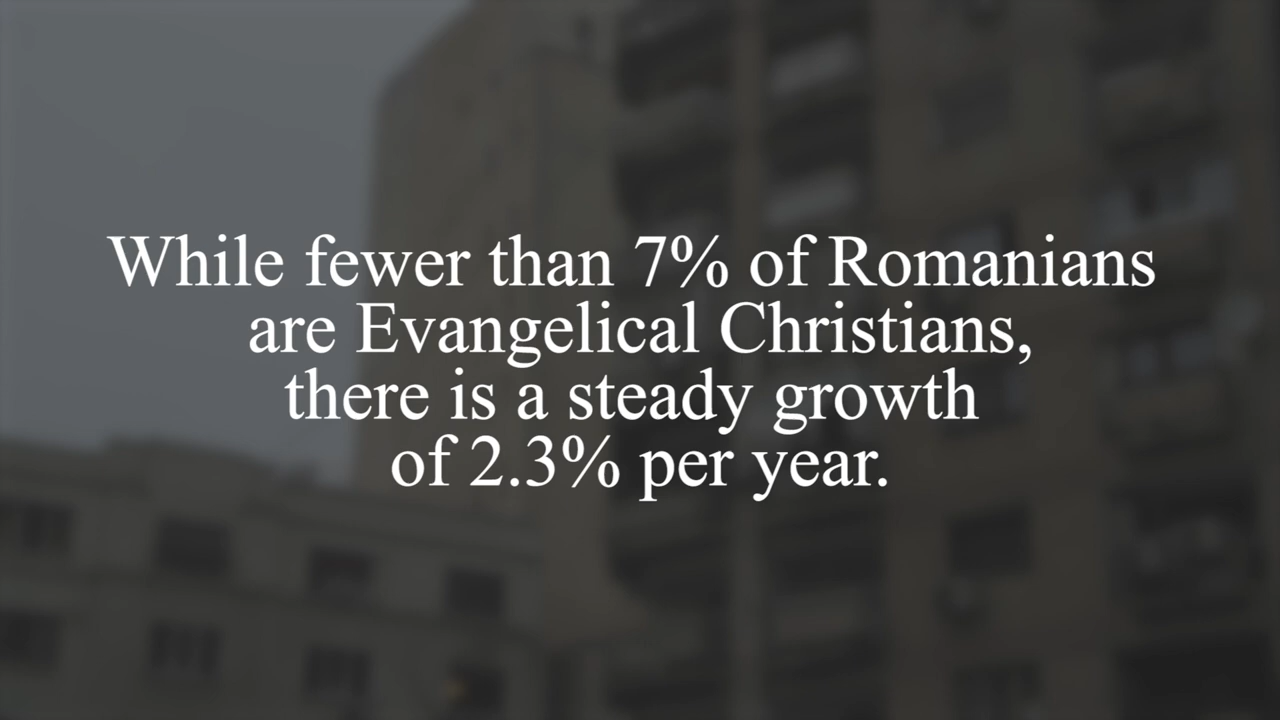 While fewer than 7% of Romanians
are Evangelical Christians,
there is a steady growth
of 2.3% per year.